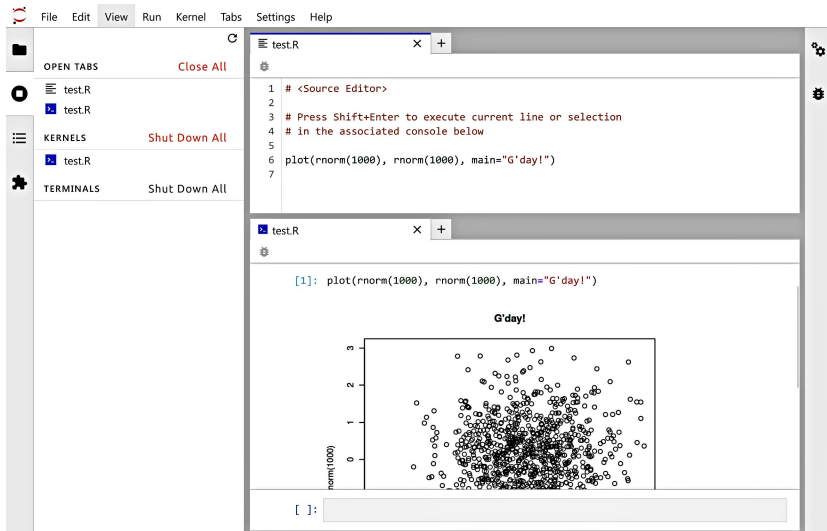 File Edit View Run Kernel Tabs Settings Help
OPEN TABS Close All
test.R
test.R
KERNELS Shut Down All
test.R
TERMINALS Shut Down All
test.R
1 # <Source Editor>
2
3 # Press Shift+Enter to execute current line or selection
4 # in the associated console below
5
6 plot(rnorm(1000), rnorm(1000), main="G'day!")
7
test.R
[1]: plot(rnorm(1000), rnorm(1000), main="G'day!")
G'day!
3
2
1
0
norm(1000)
[ ]: